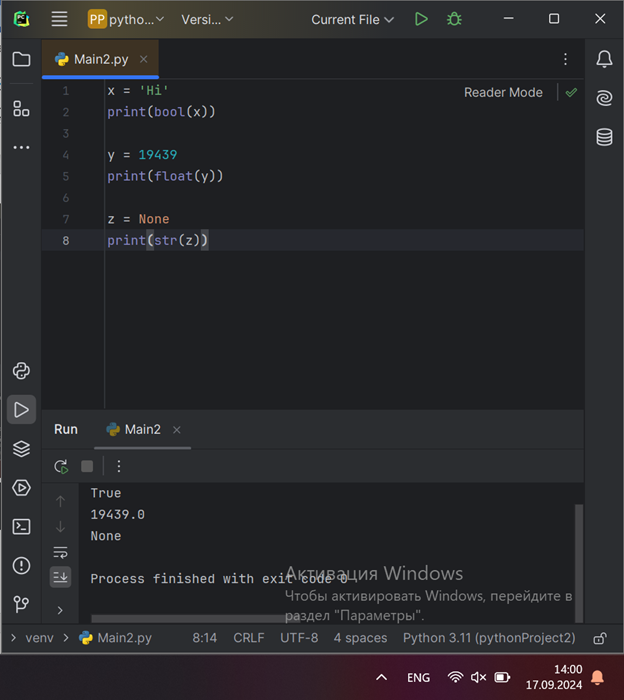 PP pytho... Versi... Current File
Main2.py
Reader Mode
1 x = 'Hi'
2 print(bool(x))
3
4 y = 19439
5 print(float(y))
6
7 z = None
8 print(str(z))
Run Main2
True
19439.0
None
Process finished with exit code 0
Активация Windows
Чтобы активировать Windows, перейдите в
раздел "Параметры".
venv Main2.py 8:14 CRLF UTF-8 4 spaces Python 3.11 (pythonProject2)
ENG
14:00
17.09.2024